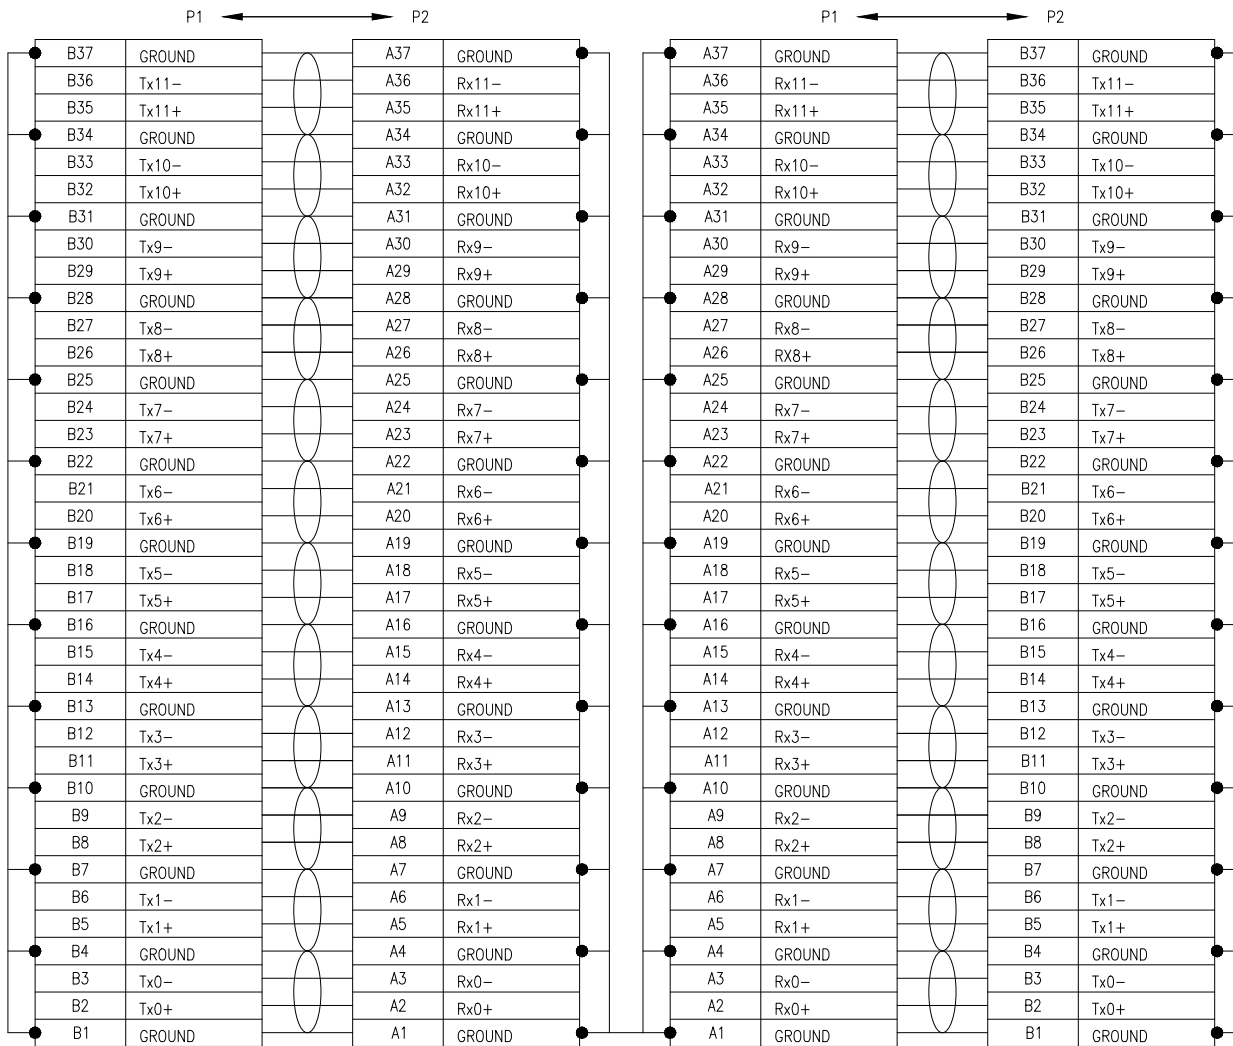 P1 P2 P1 P2
B37 GROUND A37 GROUND A37 GROUND B37 GROUND
B36 Tx11- A36 Rx11- A36 Rx11- B36 Tx11-
B35 Tx11+ A35 Rx11+ A35 Rx11+ B35 Tx11+
B34 GROUND A34 GROUND A34 GROUND B34 GROUND
B33 Tx10- A33 Rx10- A33 Rx10- B33 Tx10-
B32 Tx10+ A32 Rx10+ A32 Rx10+ B32 Tx10+
B31 GROUND A31 GROUND A31 GROUND B31 GROUND
B30 Tx9- A30 Rx9- A30 Rx9- B30 Tx9-
B29 Tx9+ A29 Rx9+ A29 Rx9+ B29 Tx9+
B28 GROUND A28 GROUND A28 GROUND B28 GROUND
B27 Tx8- A27 Rx8- A27 Rx8- B27 Tx8-
B26 Tx8+ A26 Rx8+ A26 RX8+ B26 Tx8+
B25 GROUND A25 GROUND A25 GROUND B25 GROUND
B24 Tx7- A24 Rx7- A24 Rx7- B24 Tx7-
B23 Tx7+ A23 Rx7+ A23 Rx7+ B23 Tx7+
B22 GROUND A22 GROUND A22 GROUND B22 GROUND
B21 Tx6- A21 Rx6- A21 Rx6- B21 Tx6-
B20 Tx6+ A20 Rx6+ A20 Rx6+ B20 Tx6+
B19 GROUND A19 GROUND A19 GROUND B19 GROUND
B18 Tx5- A18 Rx5- A18 Rx5- B18 Tx5-
B17 Tx5+ A17 Rx5+ A17 Rx5+ B17 Tx5+
B16 GROUND A16 GROUND A16 GROUND B16 GROUND
B15 Tx4- A15 Rx4- A15 Rx4- B15 Tx4-
B14 Tx4+ A14 Rx4+ A14 Rx4+ B14 Tx4+
B13 GROUND A13 GROUND A13 GROUND B13 GROUND
B12 Tx3- A12 Rx3- A12 Rx3- B12 Tx3-
B11 Tx3+ A11 Rx3+ A11 Rx3+ B11 Tx3+
B10 GROUND A10 GROUND A10 GROUND B10 GROUND
B9 Tx2- A9 Rx2- A9 Rx2- B9 Tx2-
B8 Tx2+ A8 Rx2+ A8 Rx2+ B8 Tx2+
B7 GROUND A7 GROUND A7 GROUND B7 GROUND
B6 Tx1- A6 Rx1- A6 Rx1- B6 Tx1-
B5 Tx1+ A5 Rx1+ A5 Rx1+ B5 Tx1+
B4 GROUND A4 GROUND A4 GROUND B4 GROUND
B3 Tx0- A3 Rx0- A3 Rx0- B3 Tx0-
B2 Tx0+ A2 Rx0+ A2 Rx0+ B2 Tx0+
B1 GROUND A1 GROUND A1 GROUND B1 GROUND